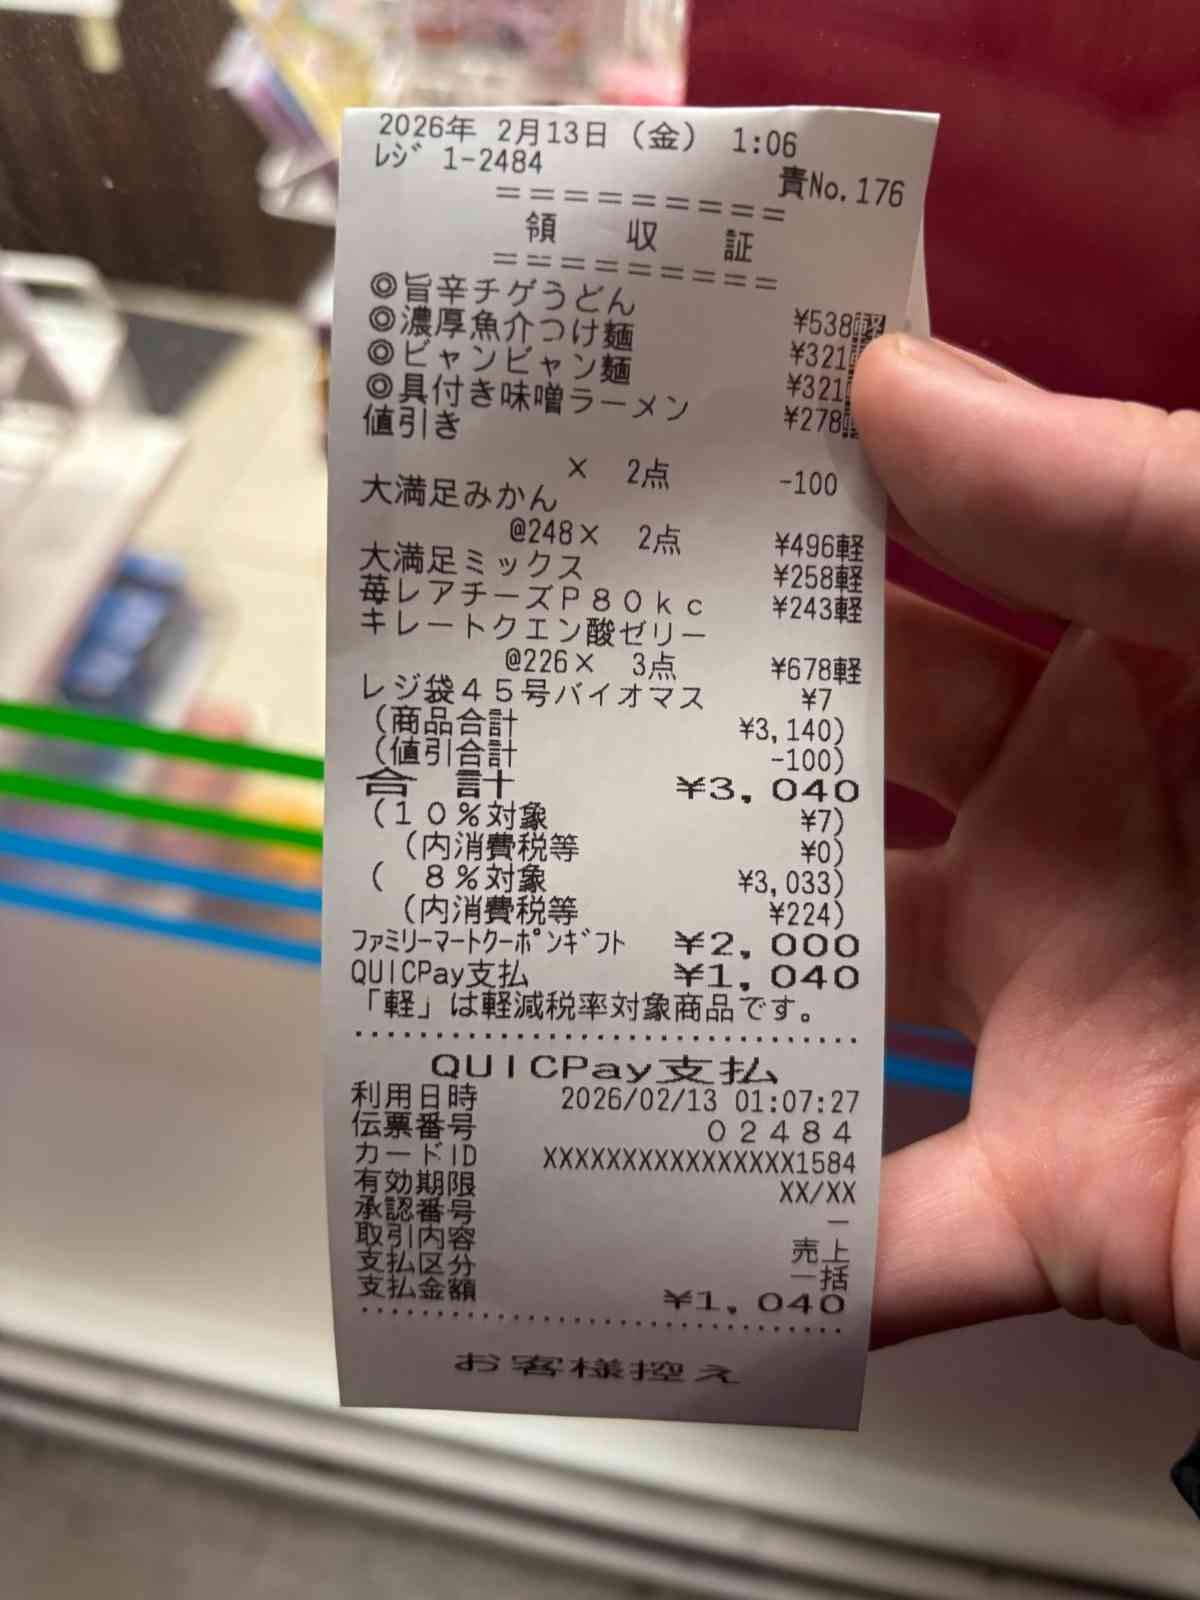 2026年 2月13日(金) 1:06
レジ 1-2484 責No.176
=========
領 収 証
=========
◎旨辛チゲうどん ¥538軽
◎濃厚魚介つけ麺 ¥321
◎ビャンビャン麺 ¥321
◎具付き味噌ラーメン ¥278
値引き
× 2点 -100
大満足みかん
@248× 2点 ¥496軽
大満足ミックス ¥258軽
苺レアチーズP80kc ¥243軽
キレートクエン酸ゼリー
@226× 3点 ¥678軽
レジ袋45号バイオマス ¥7
(商品合計 ¥3,140)
(値引合計 -100)
合 計 ¥3,040
(10%対象 ¥7)
(内消費税等 ¥0)
( 8%対象 ¥3,033)
(内消費税等 ¥224)
ファミリーマートクーポンギフト ¥2,000
QUICPay支払 ¥1,040
「軽」は軽減税率対象商品です。
QUICPay支払
利用日時 2026/02/13 01:07:27
伝票番号 02484
カードID XXXXXXXXXXXXXXXX1584
有効期限 XX/XX
承認番号 -
取引内容 売上
支払区分 一括
支払金額 ¥1,040
お客様控え